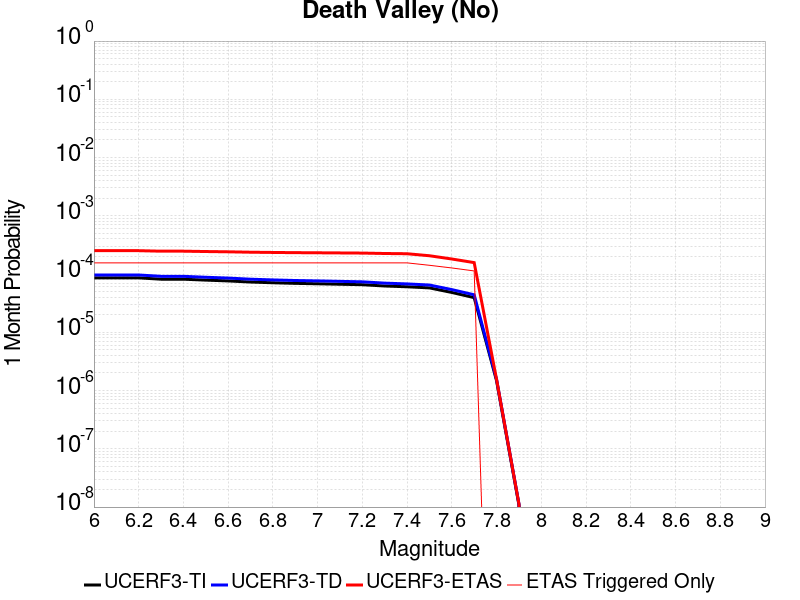 Death Valley (No)
10 0
10 -1
10 -2
10 -3
10 -4
10 -5
10 -6
10 -7
10 -8
1 Month Probability
6 6.2 6.4 6.6 6.8 7 7.2 7.4 7.6 7.8 8 8.2 8.4 8.6 8.8 9
Magnitude
UCERF3-TI UCERF3-TD UCERF3-ETAS ETAS Triggered Only